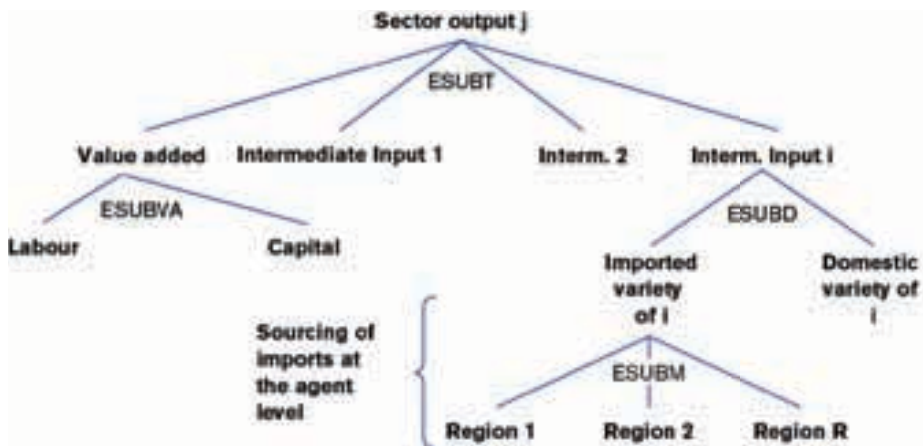 Sector output j
ESUBT
Value added
Intermediate Input 1
Interm. 2
Interm. Input i
ESUBVA
ESUBD
Labour
Capital
Imported
variety
of i
Domestic
variety of
i
Sourcing of
imports at
the agent
level
ESUBM
Region 1
Region 2
Region R